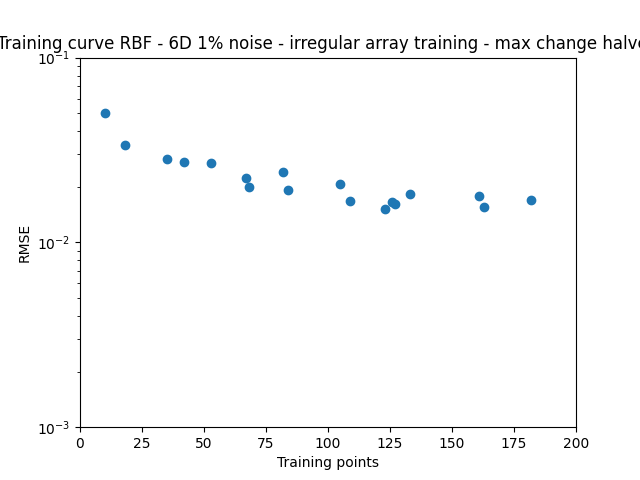 Training curve RBF - 6D 1% noise - irregular array training - max change halve
10⁻¹
10⁻²
10⁻³
RMSE
0 25 50 75 100 125 150 175 200
Training points